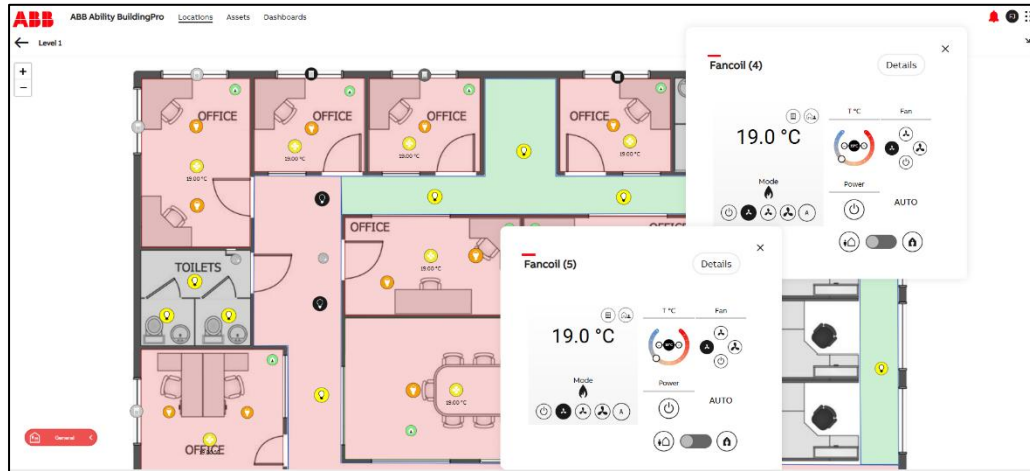 ABB
ABB Ability BuildingPro Locations Assets Dashboards
Level 1
+
−
OFFICE
OFFICE
OFFICE
OFFICE
19.00 °C
19.00 °C
19.00 °C
19.00 °C
OFFICE
OFFICE
19.00 °C
TOILETS
19.00 °C
OFFICE
General
Fancoil (4)
Details
19.0 °C
T °C
Fan
Mode
A
Power
AUTO
Fancoil (5)
Details
19.0 °C
T °C
Fan
Mode
A
Power
AUTO